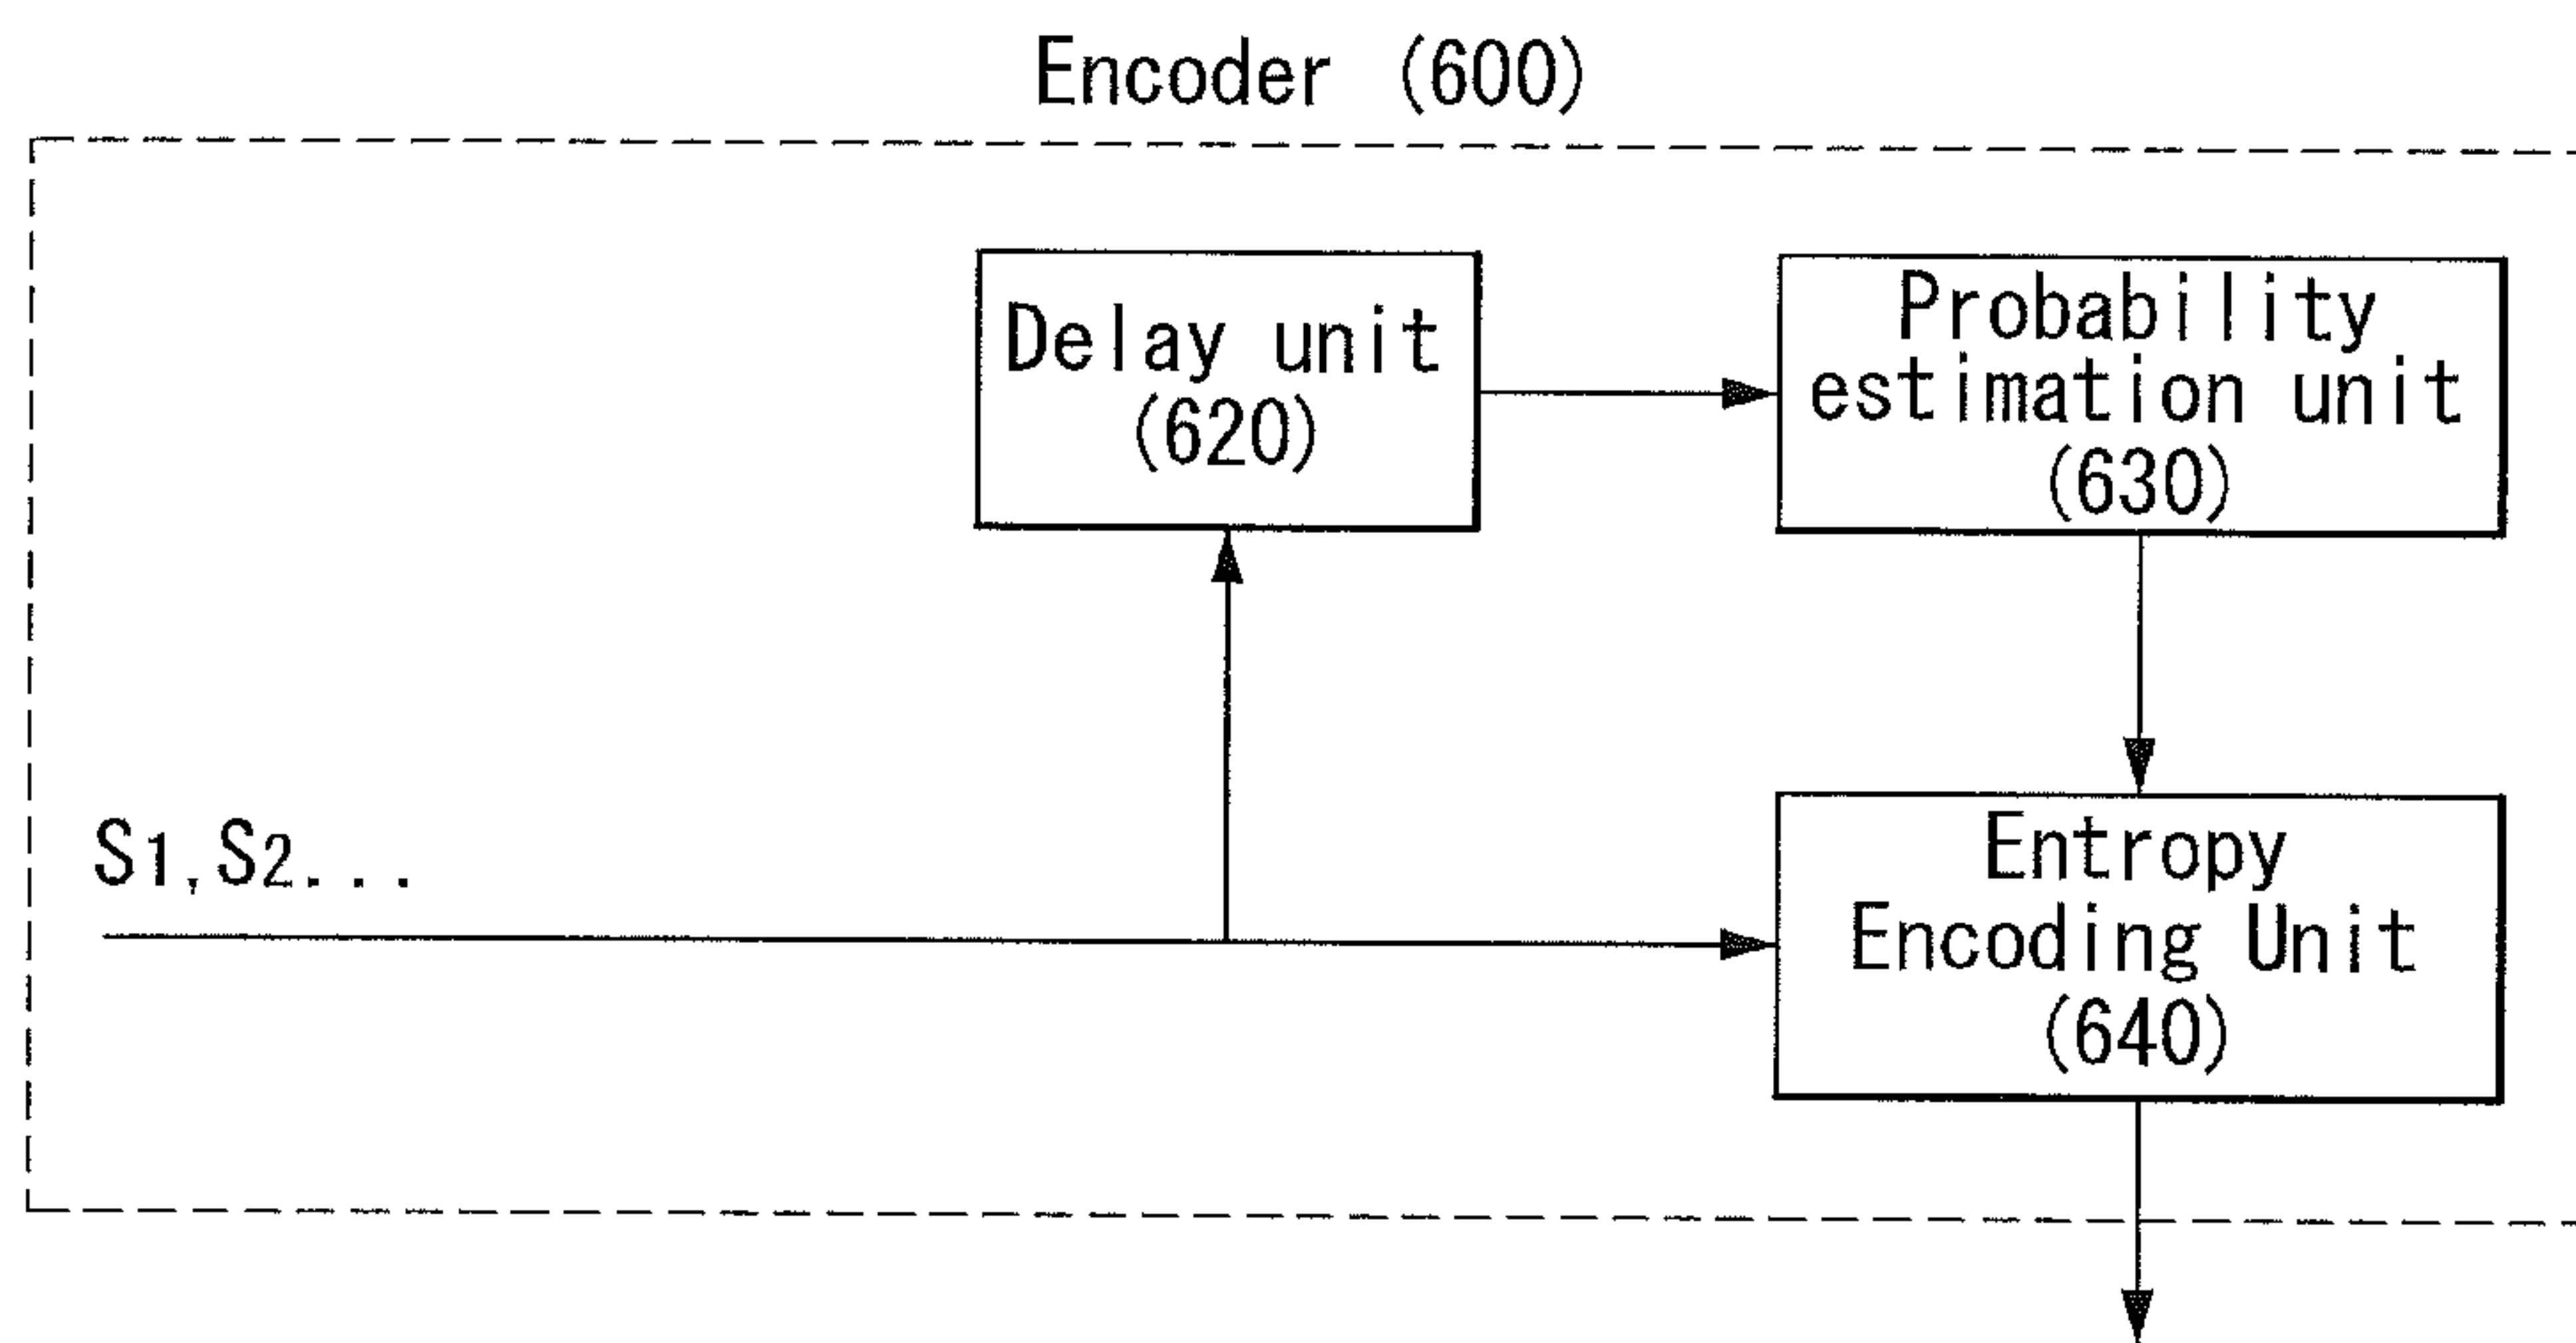 Encoder (600)
Delay unit
(620)
Probability
estimation unit
(630)
S1,S2...
Entropy
Encoding Unit
(640)